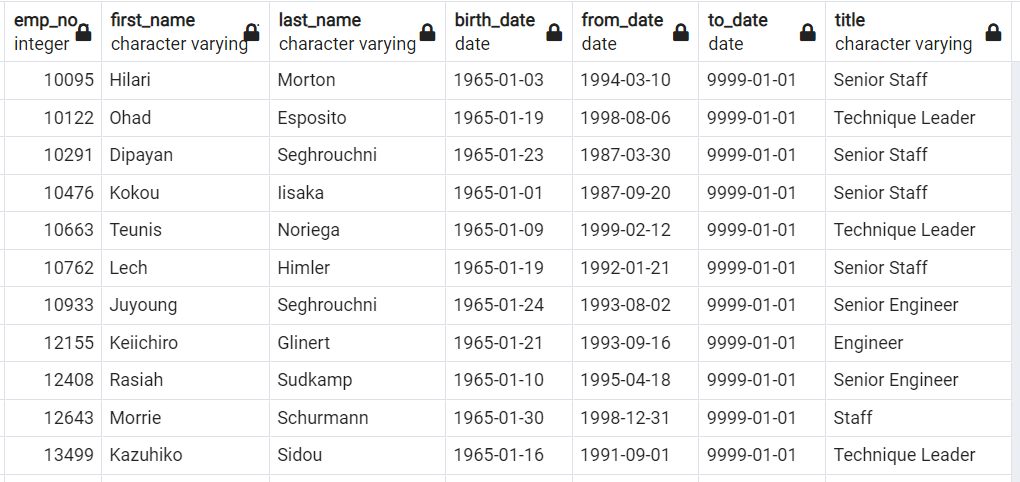 emp_no first_name last_name birth_date from_date to_date title
integer character varying character varying date date date character varying
10095 Hilari Morton 1965-01-03 1994-03-10 9999-01-01 Senior Staff
10122 Ohad Esposito 1965-01-19 1998-08-06 9999-01-01 Technique Leader
10291 Dipayan Seghrouchni 1965-01-23 1987-03-30 9999-01-01 Senior Staff
10476 Kokou Iisaka 1965-01-01 1987-09-20 9999-01-01 Senior Staff
10663 Teunis Noriega 1965-01-09 1999-02-12 9999-01-01 Technique Leader
10762 Lech Himler 1965-01-19 1992-01-21 9999-01-01 Senior Staff
10933 Juyoung Seghrouchni 1965-01-24 1993-08-02 9999-01-01 Senior Engineer
12155 Keiichiro Glinert 1965-01-21 1993-09-16 9999-01-01 Engineer
12408 Rasiah Sudkamp 1965-01-10 1995-04-18 9999-01-01 Senior Engineer
12643 Morrie Schurmann 1965-01-30 1998-12-31 9999-01-01 Staff
13499 Kazuhiko Sidou 1965-01-16 1991-09-01 9999-01-01 Technique Leader